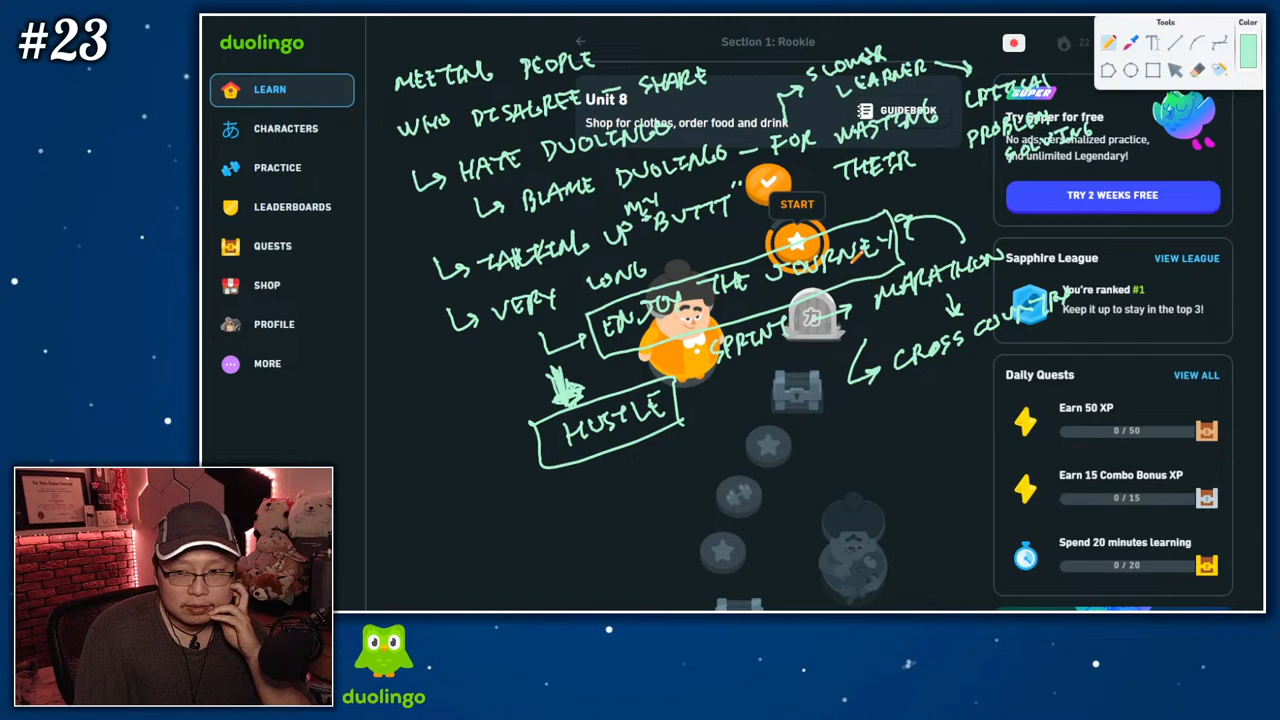 #23
duolingo
LEARN
CHARACTERS
PRACTICE
LEADERBOARDS
QUESTS
SHOP
PROFILE
MORE
Section 1: Rookie
Unit 8
Shop for clothes, order food and drink
GUIDEBOOK
START
22
Tools
Color
SUPER
Try Super for free
No ads, personalized practice,
and unlimited Legendary!
TRY 2 WEEKS FREE
Sapphire League
VIEW LEAGUE
You're ranked #1
Keep it up to stay in the top 3!
Daily Quests
VIEW ALL
Earn 50 XP
0 / 50
Earn 15 Combo Bonus XP
0 / 15
Spend 20 minutes learning
0 / 20
MEETING PEOPLE
WHO DISAGREE - SHARE
HATE DUOLINGO
BLAME DUOLINGO - FOR WASTING
THEIR
SLOWER
LEARNER
CRITICAL
PROBLEM
SOLVING
TALKING UP MY "BUTTT"
VERY LONG
ENJOY THE JOURNEY
SPRINT
MARATHON
CROSS COUNTRY
HUSTLE
カ
duolingo